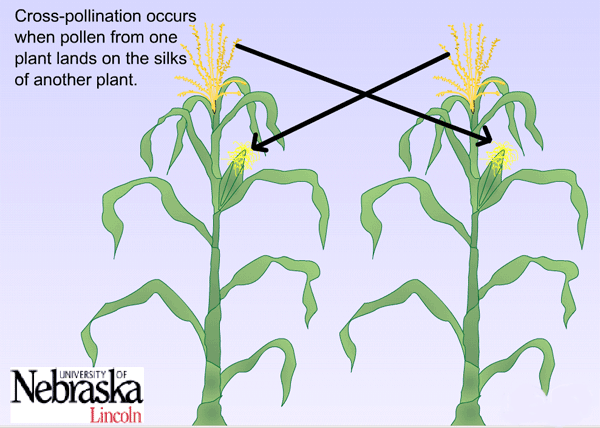 Cross-pollination occurs
when pollen from one
plant lands on the silks
of another plant.
UNIVERSITY OF
Nebraska
Lincoln